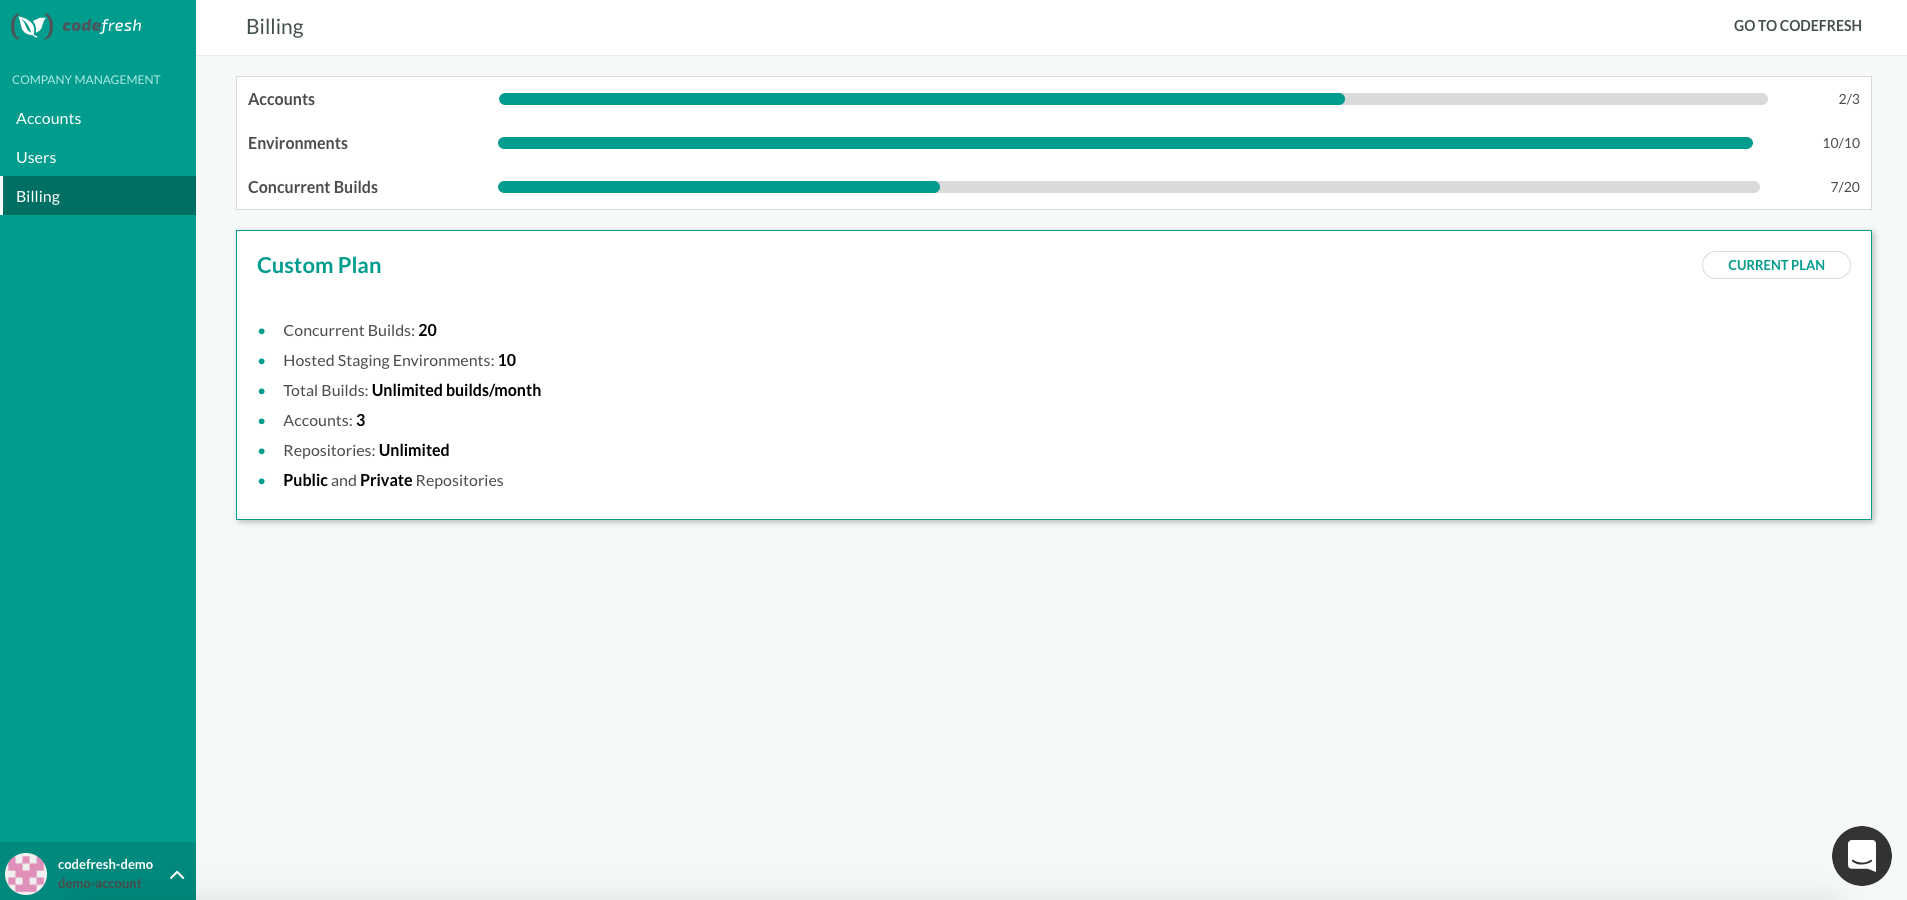 codefresh
Billing
GO TO CODEFRESH
COMPANY MANAGEMENT
Accounts
Users
Billing
Accounts 2/3
Environments 10/10
Concurrent Builds 7/20
Custom Plan
CURRENT PLAN
Concurrent Builds: 20
Hosted Staging Environments: 10
Total Builds: Unlimited builds/month
Accounts: 3
Repositories: Unlimited
Public and Private Repositories
codefresh-demo
demo-account